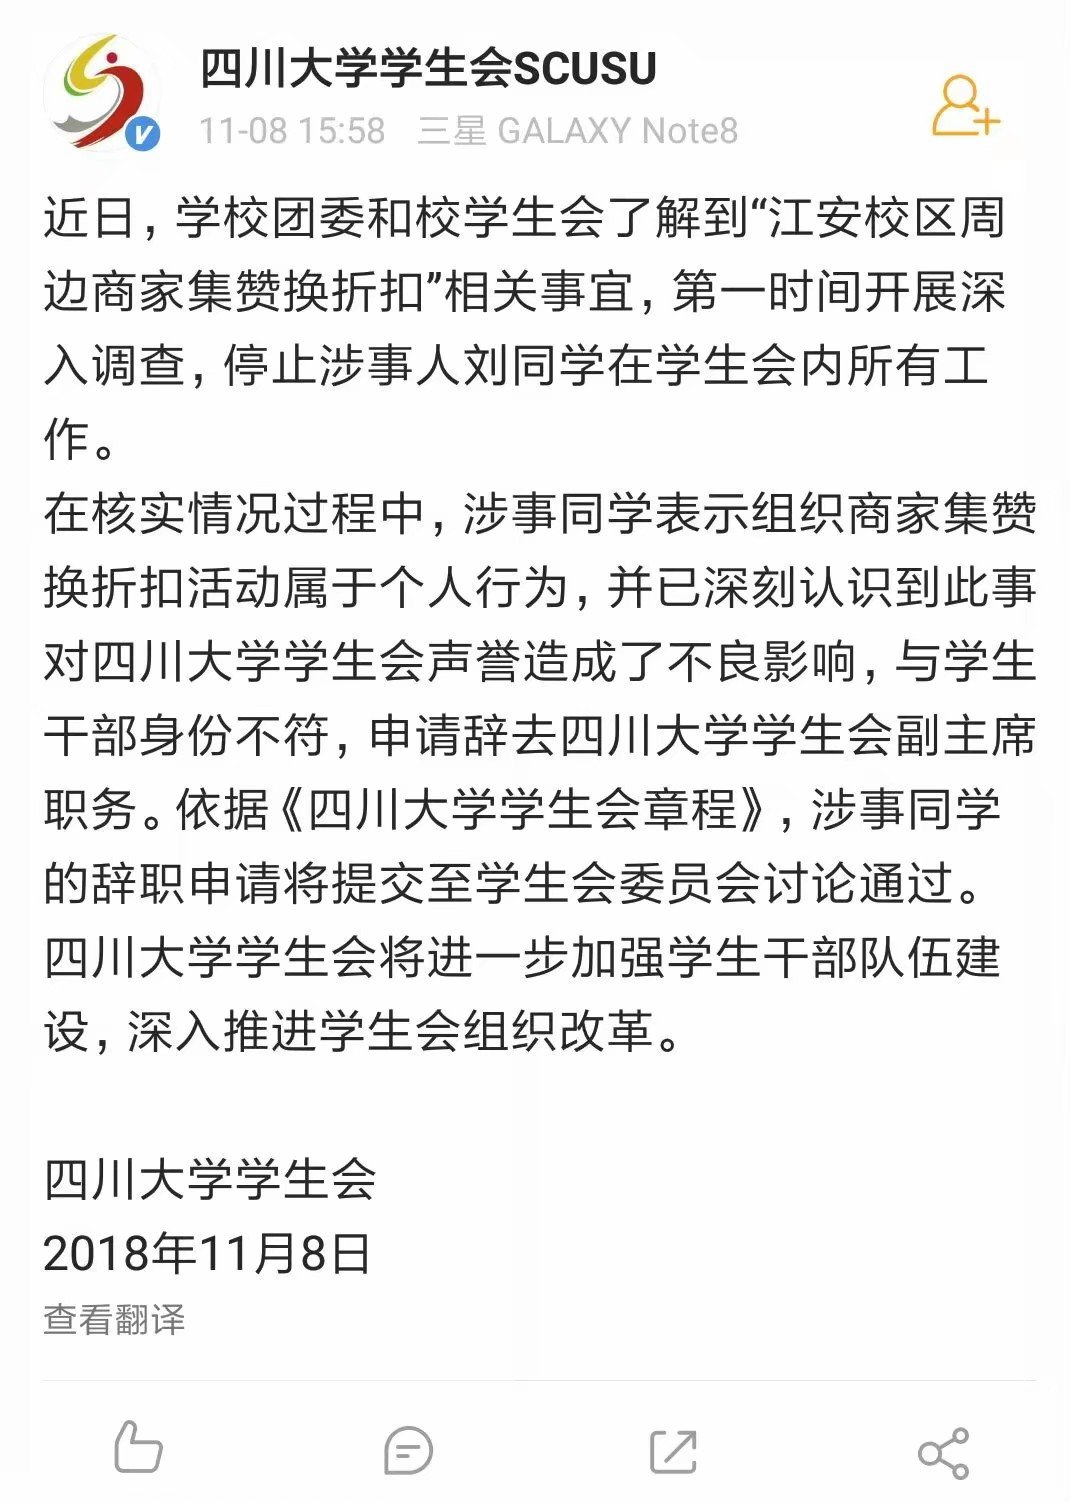 四川大学学生会SCUSU
11-08 15:58 三星 GALAXY Note8
近日，学校团委和校学生会了解到“江安校区周
边商家集赞换折扣”相关事宜，第一时间开展深
入调查，停止涉事人刘同学在学生会内所有工
作。
在核实情况过程中，涉事同学表示组织商家集赞
换折扣活动属于个人行为，并已深刻认识到此事
对四川大学学生会声誉造成了不良影响，与学生
干部身份不符，申请辞去四川大学学生会副主席
职务。依据《四川大学学生会章程》，涉事同学
的辞职申请将提交至学生会委员会讨论通过。
四川大学学生会将进一步加强学生干部队伍建
设，深入推进学生会组织改革。
四川大学学生会
2018年11月8日
查看翻译